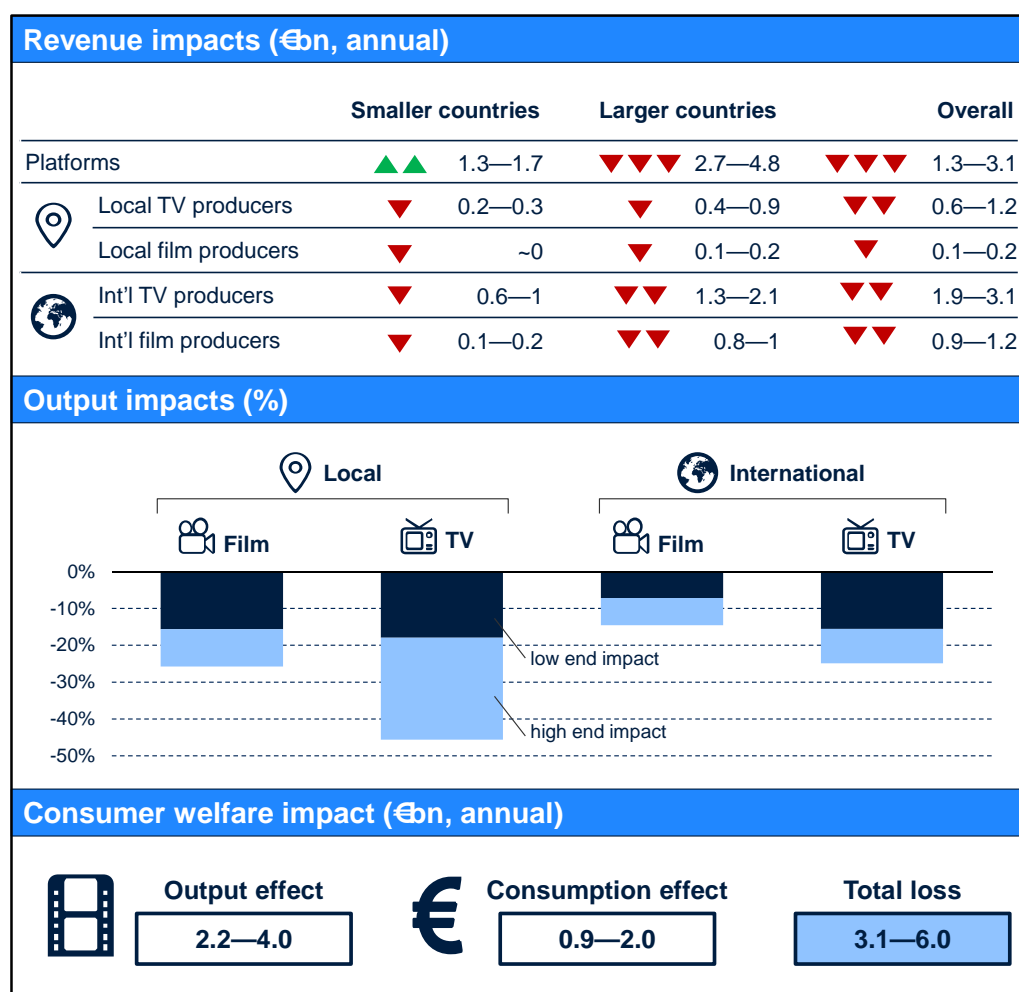 Revenue impacts (€bn, annual)
Smaller countries Larger countries Overall
Platforms ▲▲ 1.3—1.7 ▼▼▼ 2.7—4.8 ▼▼▼ 1.3—3.1
Local TV producers ▼ 0.2—0.3 ▼ 0.4—0.9 ▼▼ 0.6—1.2
Local film producers ▼ ~0 ▼ 0.1—0.2 ▼ 0.1—0.2
Int'l TV producers ▼ 0.6—1 ▼▼ 1.3—2.1 ▼▼ 1.9—3.1
Int'l film producers ▼ 0.1—0.2 ▼▼ 0.8—1 ▼▼ 0.9—1.2
Output impacts (%)
Local International
Film TV Film TV
0%
-10%
-20%
low end impact
-30%
-40%
high end impact
-50%
Consumer welfare impact (€bn, annual)
Output effect Consumption effect Total loss
€
2.2—4.0 0.9—2.0 3.1—6.0